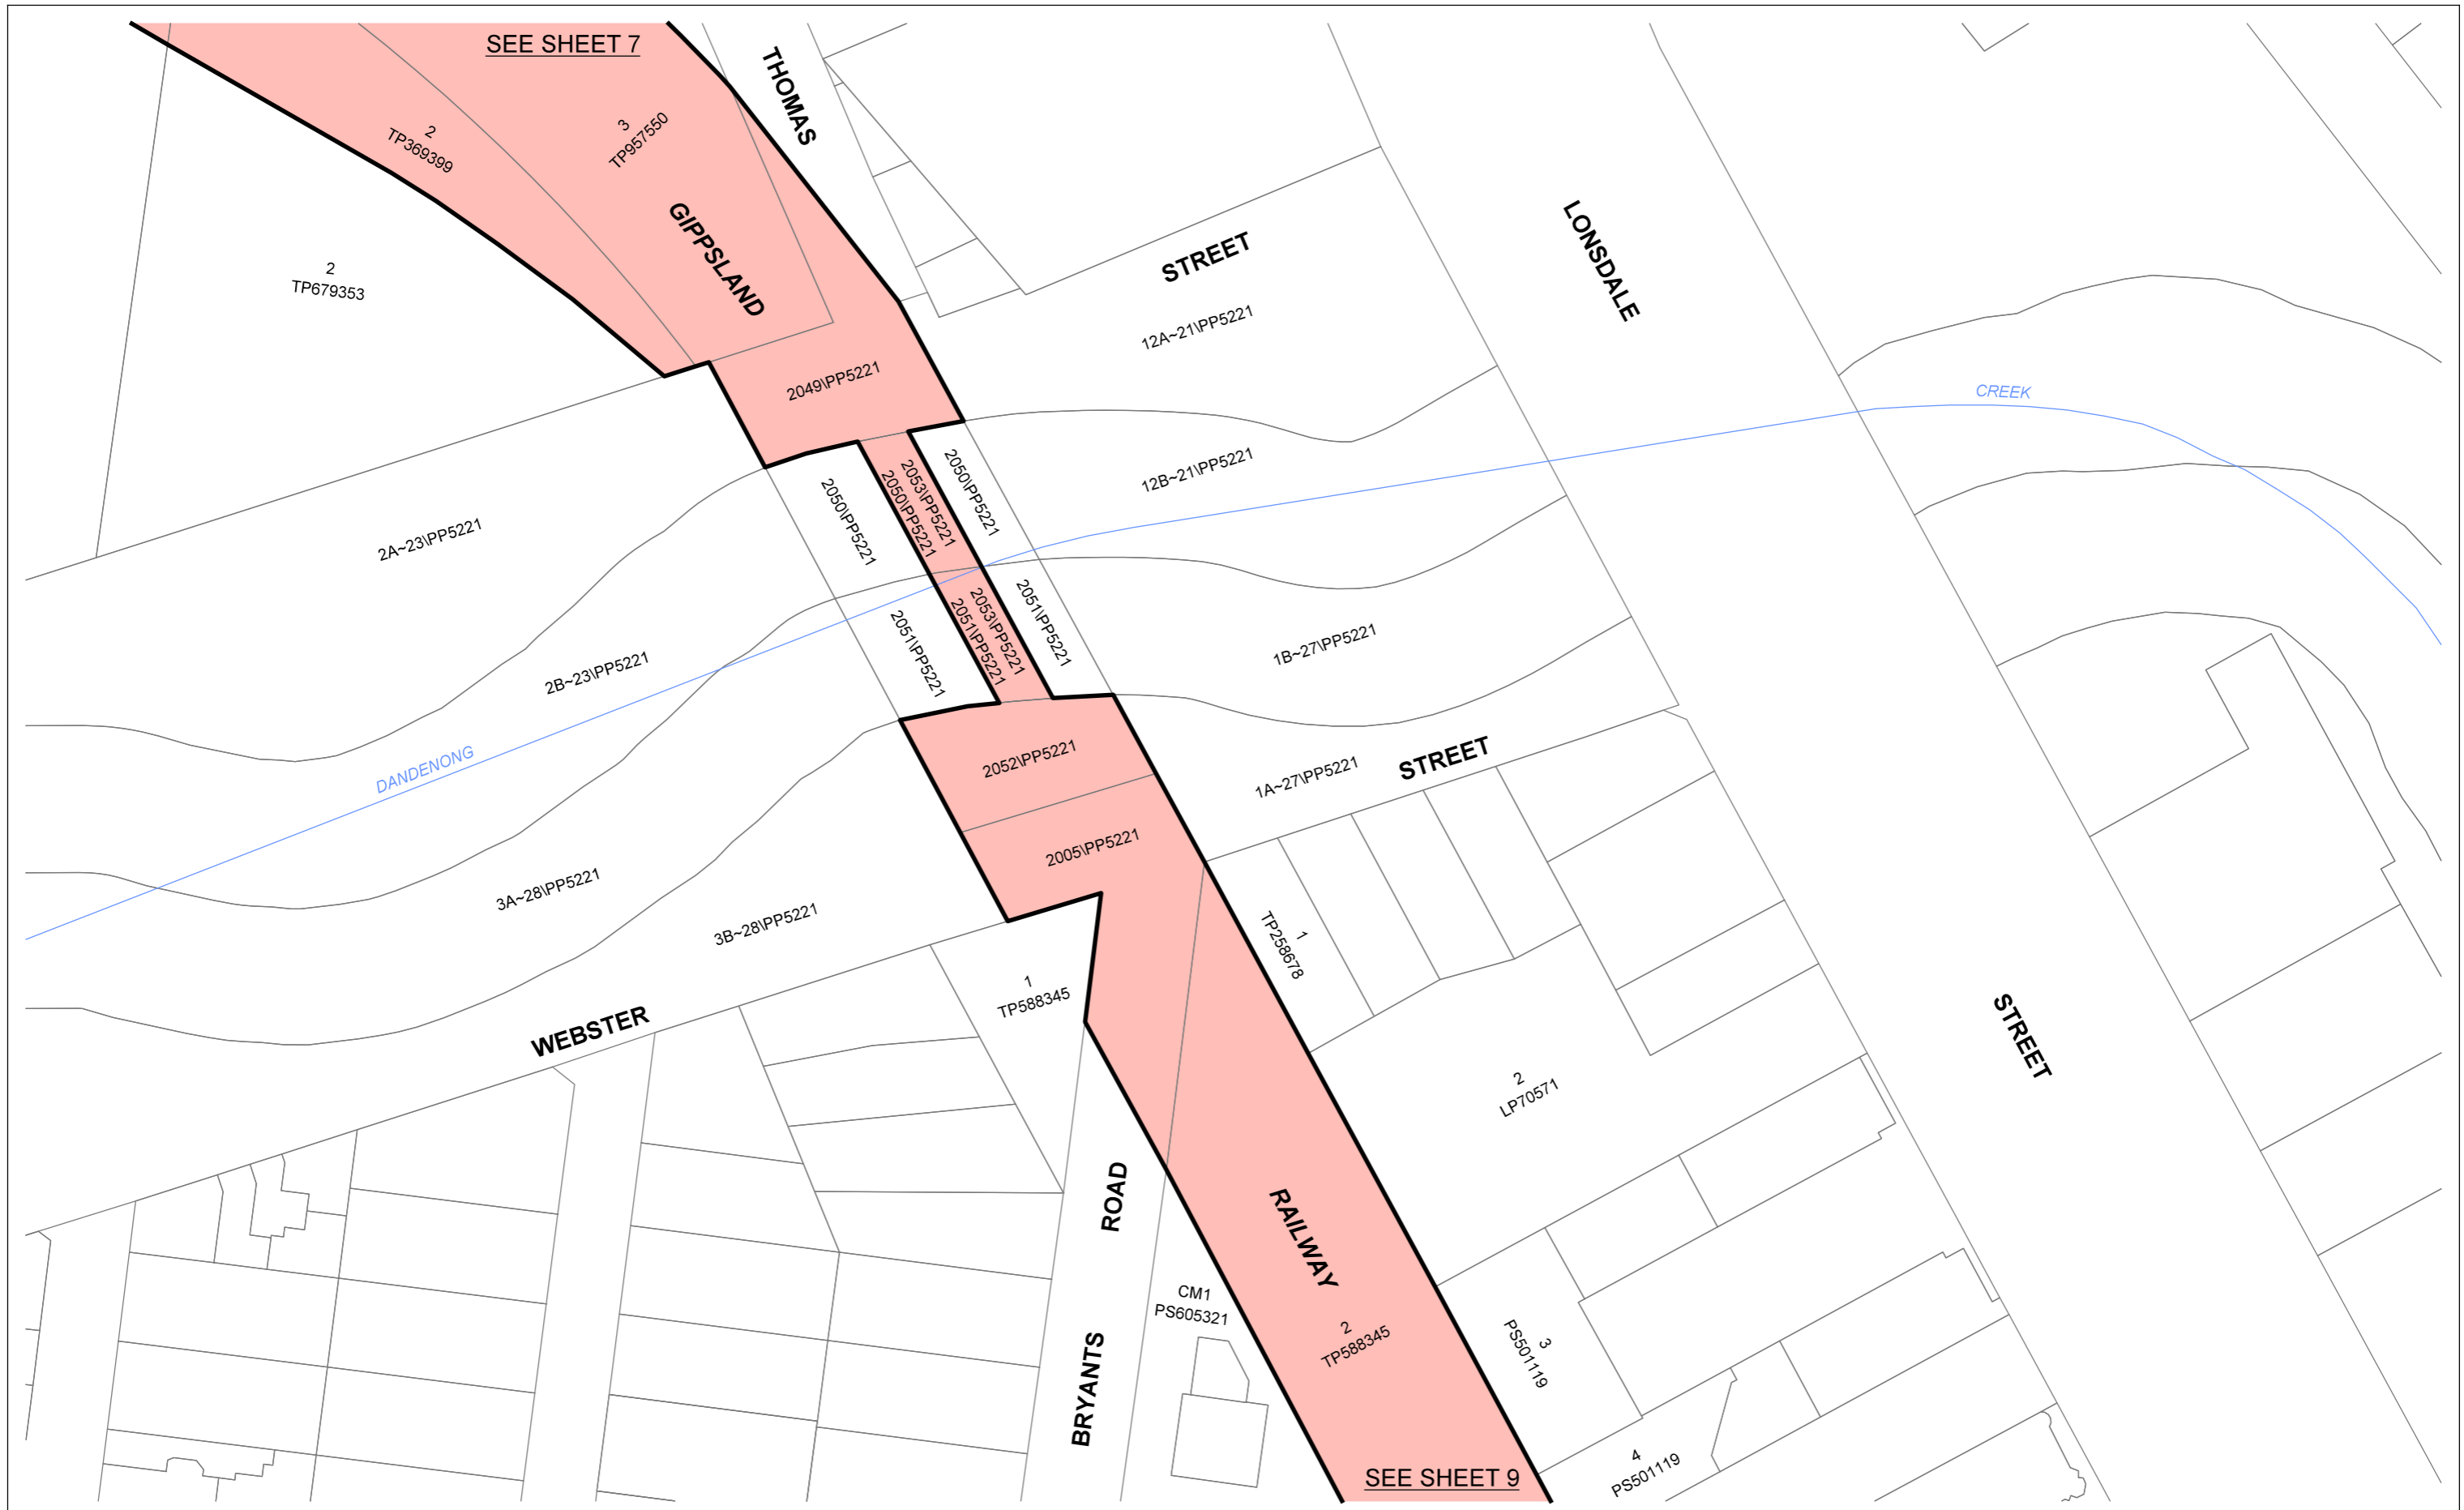 SEE SHEET 7
THOMAS
STREET
2
TP369399
3
TP957550
GIPPSLAND
LONSDALE
2
TP679353
12A~21\PP5221
2049\PP5221
CREEK
12B~21\PP5221
2050\PP5221
2050\PP5221
2053\PP5221
2050\PP5221
2A~23\PP5221
2051\PP5221
2051\PP5221
2053\PP5221
2051\PP5221
1B~27\PP5221
2B~23\PP5221
DANDENONG
2052\PP5221
1A~27\PP5221
STREET
2005\PP5221
3A~28\PP5221
3B~28\PP5221
1
TP258678
1
TP588345
WEBSTER
STREET
2
LP70571
ROAD
BRYANTS
RAILWAY
CM1
PS605321
2
TP588345
3
PS501119
4
PS501119
SEE SHEET 9